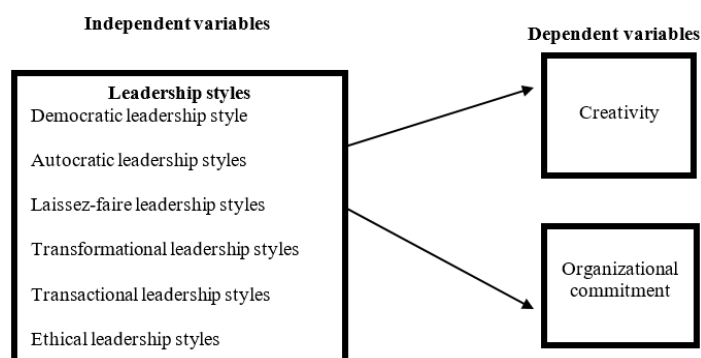 Independent variables
Dependent variables
Leadership styles
Democratic leadership style
Autocratic leadership styles
Laissez-faire leadership styles
Transformational leadership styles
Transactional leadership styles
Ethical leadership styles
Creativity
Organizational
commitment